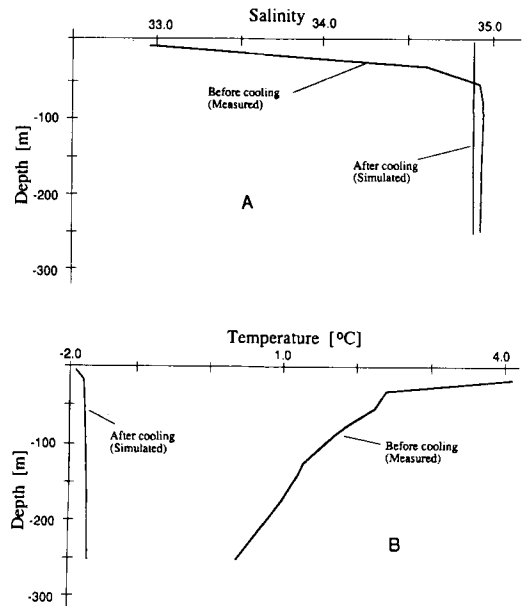 Salinity
33.0 34.0 35.0
Before cooling
(Measured)
-100
After cooling
(Simulated)
Depth [m]
-200
A
-300
Temperature [°C]
-2.0 1.0 4.0
After cooling
(Simulated)
-100
Before cooling
(Measured)
Depth [m]
-200
B
-300